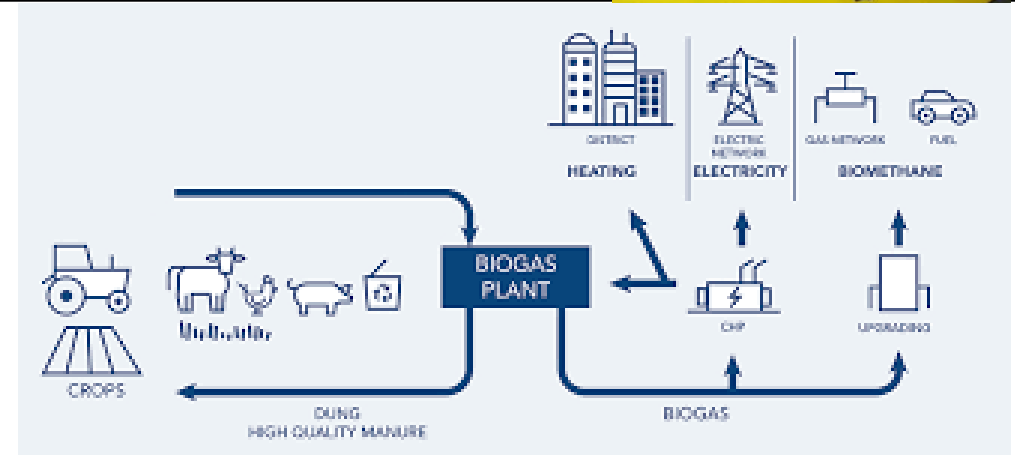 DISTRICT
HEATING
ELECTRIC
NETWORK
ELECTRICITY
GAS NETWORK
FUEL
BIOMETHANE
BIOGAS
PLANT
CHP
UPGRADING
CROPS
DUNG
HIGH QUALITY MANURE
BIOGAS